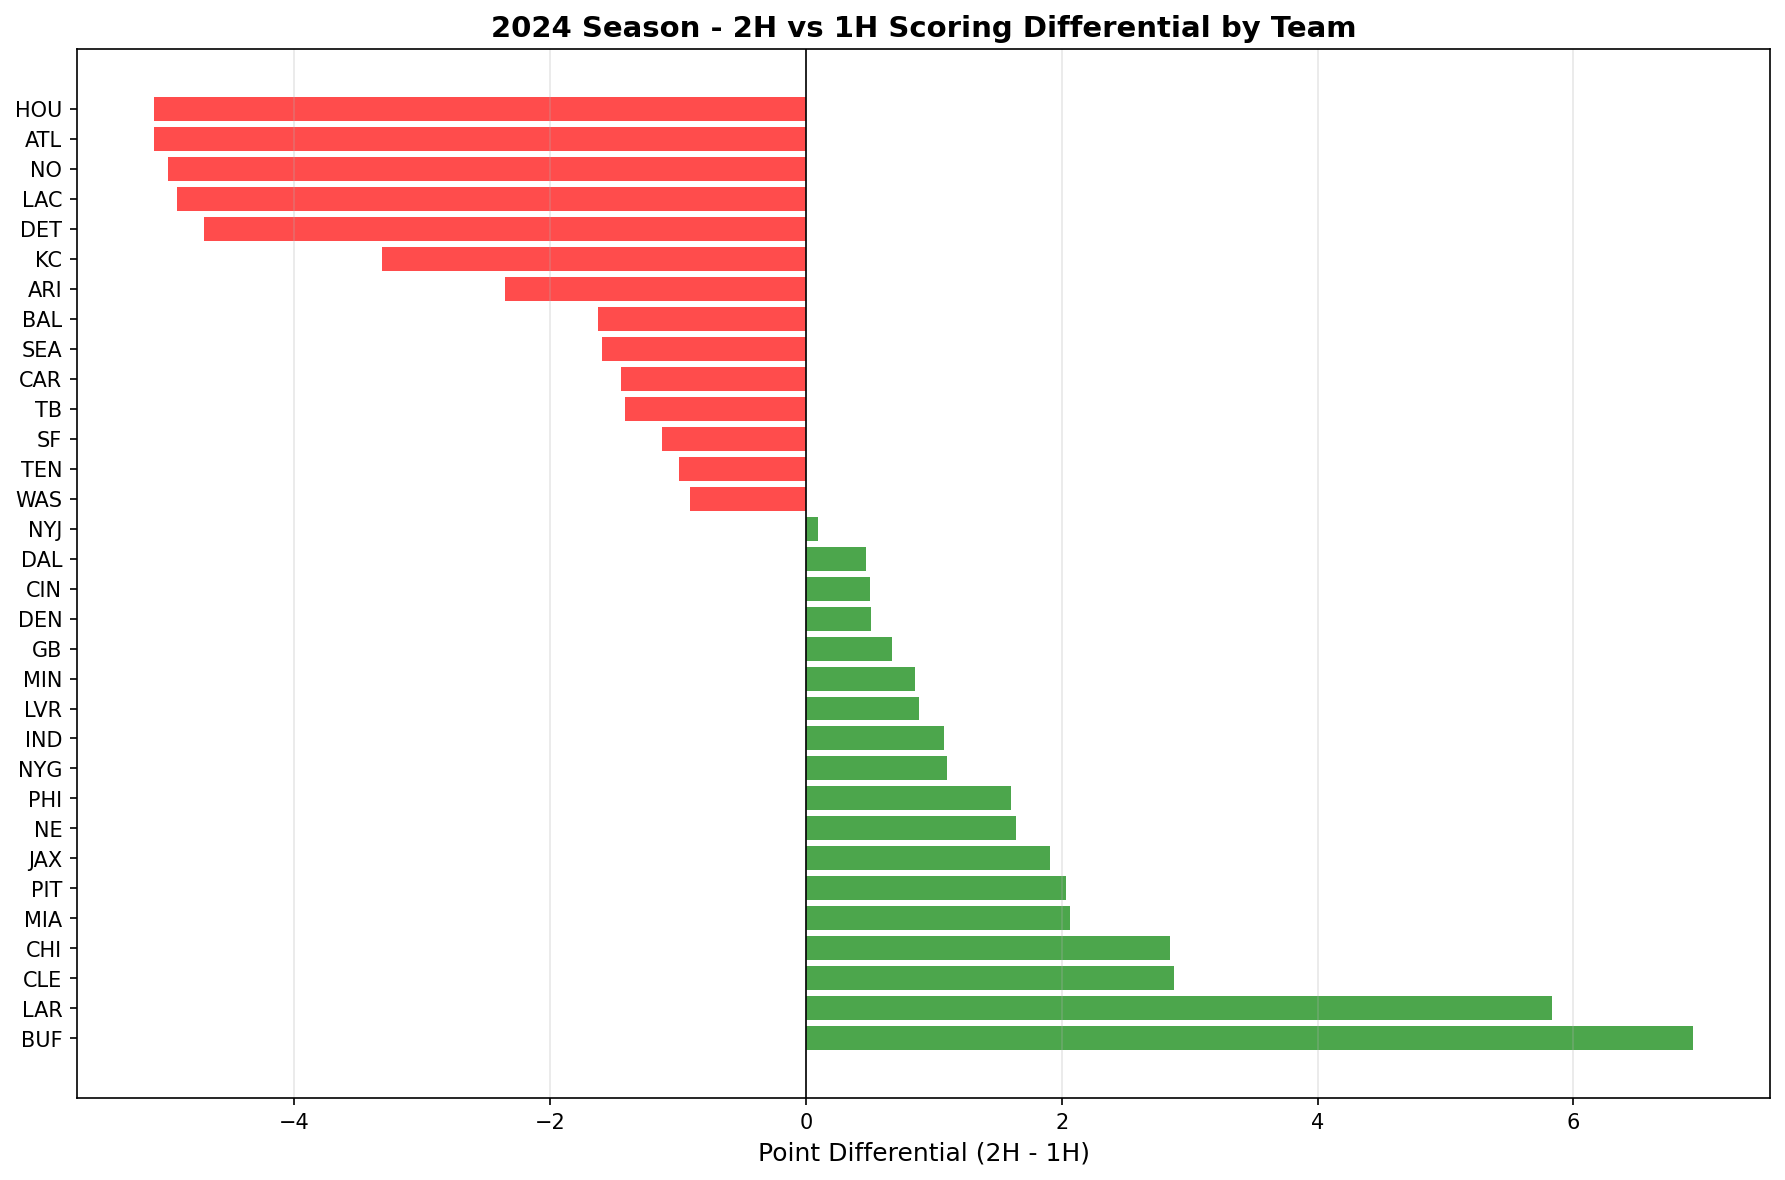 2024 Season - 2H vs 1H Scoring Differential by Team
HOU
ATL
NO
LAC
DET
KC
ARI
BAL
SEA
CAR
TB
SF
TEN
WAS
NYJ
DAL
CIN
DEN
GB
MIN
LVR
IND
NYG
PHI
NE
JAX
PIT
MIA
CHI
CLE
LAR
BUF
−4 −2 0 2 4 6
Point Differential (2H - 1H)